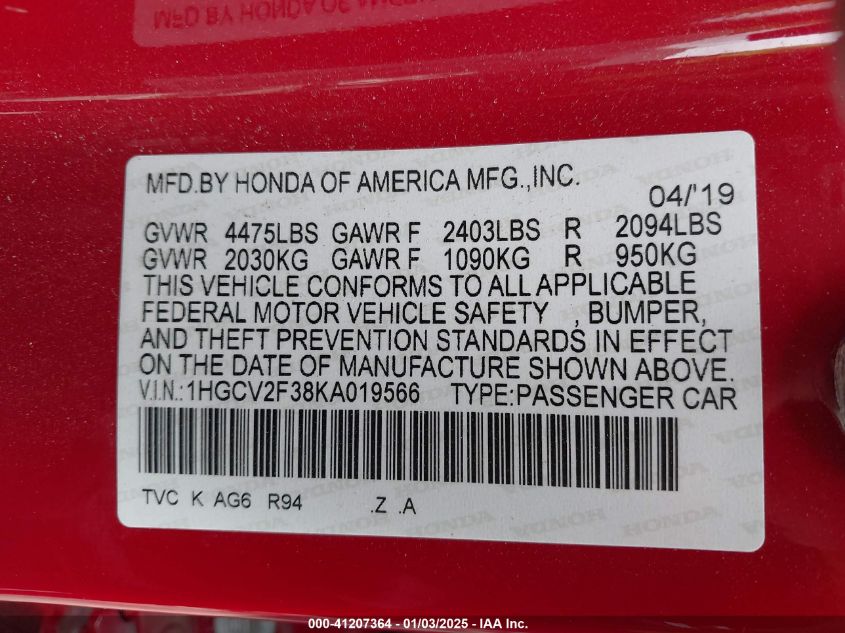 MFD.BY HONDA OF AMERICA MFG.,INC.
04/'19
GVWR 4475LBS GAWR F 2403LBS R 2094LBS
GVWR 2030KG GAWR F 1090KG R 950KG
THIS VEHICLE CONFORMS TO ALL APPLICABLE
FEDERAL MOTOR VEHICLE SAFETY , BUMPER,
AND THEFT PREVENTION STANDARDS IN EFFECT
ON THE DATE OF MANUFACTURE SHOWN ABOVE.
V.I.N.:1HGCV2F38KA019566 TYPE:PASSENGER CAR
TVC K AG6 R94 .Z .A
000-41207364 - 01/03/2025 - IAA Inc.